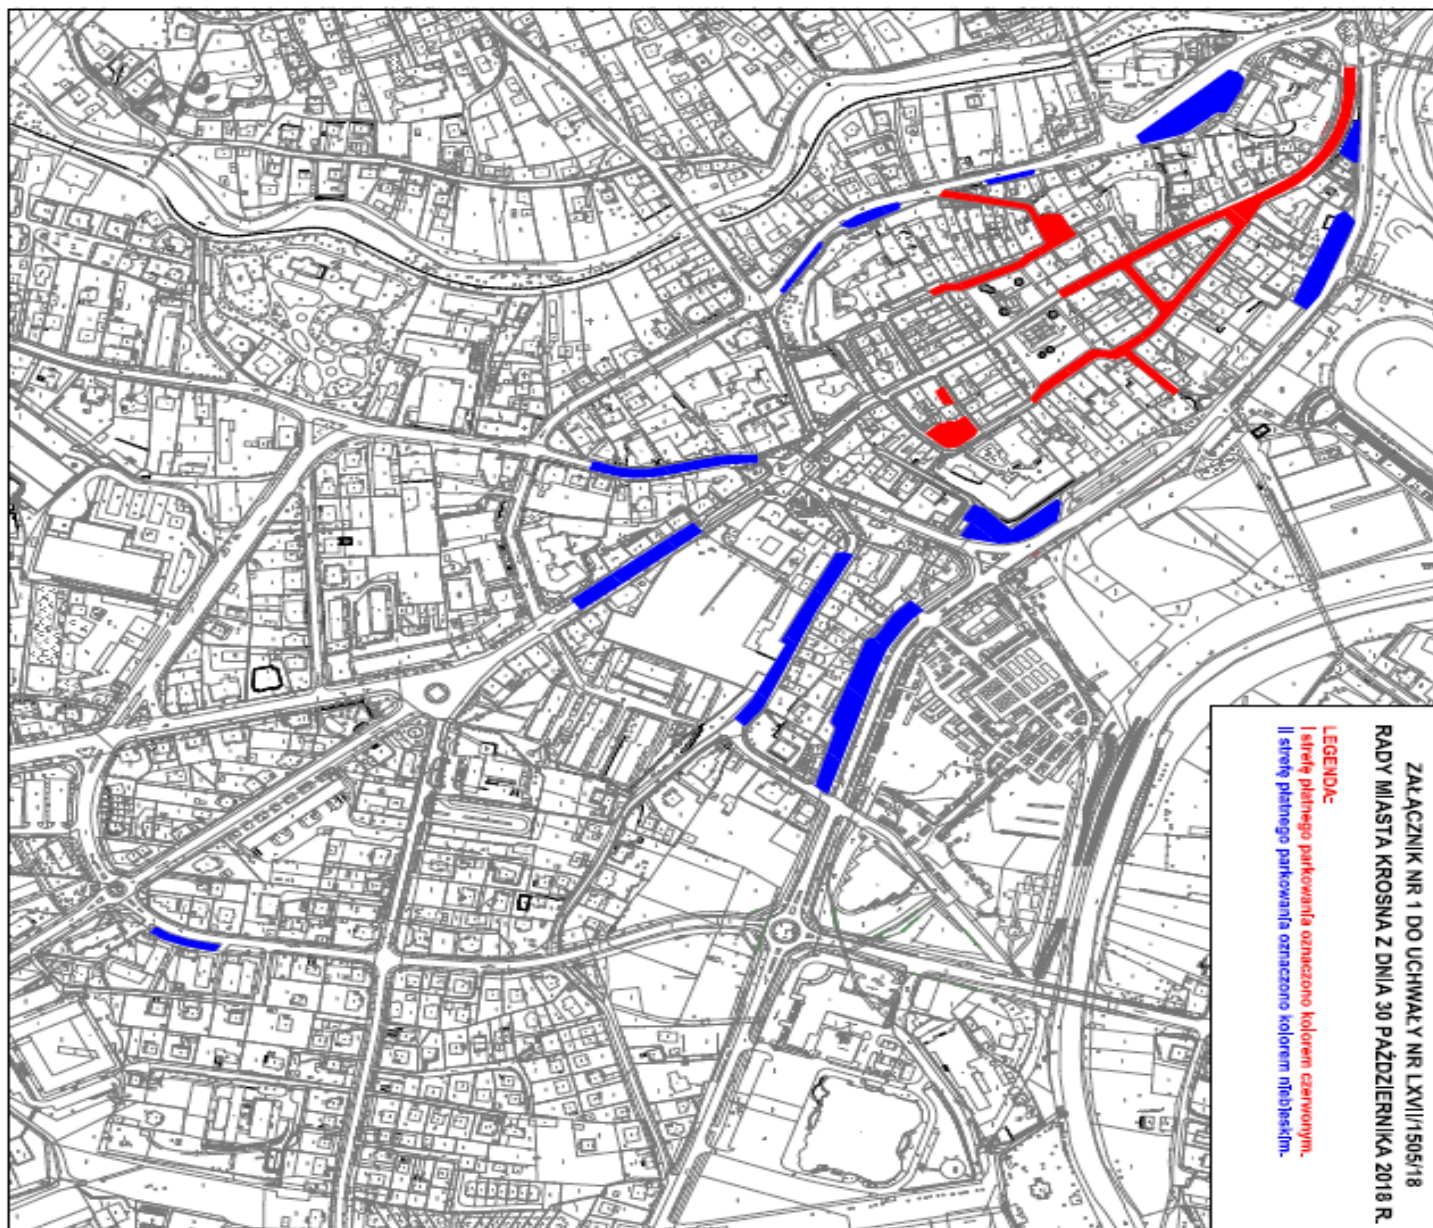 ZAŁĄCZNIK NR 1 DO UCHWAŁY NR LXVII/1505/18
RADY MIASTA KROSNA Z DNIA 30 PAŹDZIERNIKA 2018 R.
LEGENDA:
I strefę płatnego parkowania oznaczono kolorem czerwonym.
II strefę płatnego parkowania oznaczono kolorem niebieskim.